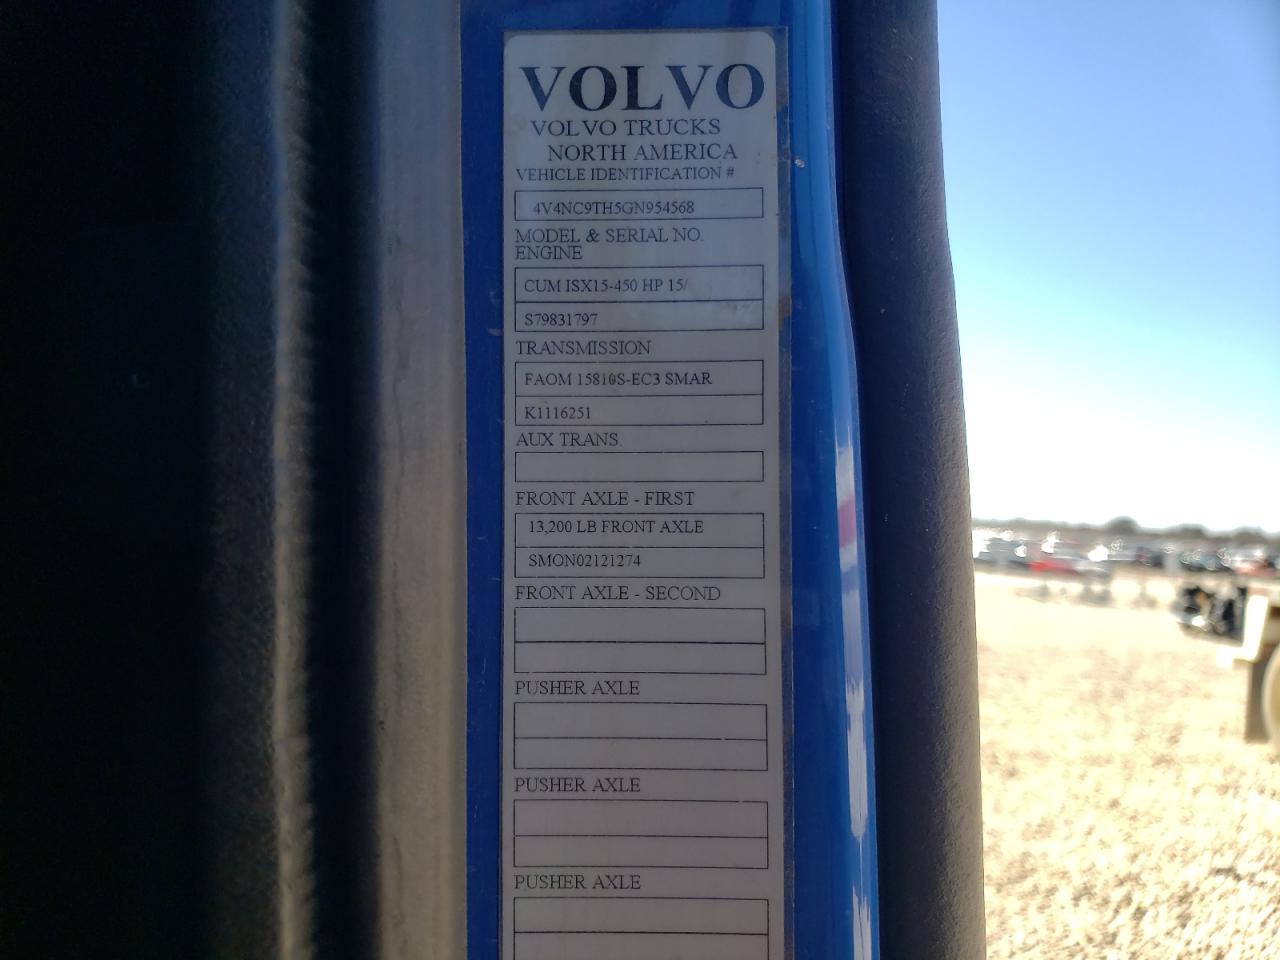 VOLVO
VOLVO TRUCKS
NORTH AMERICA
VEHICLE IDENTIFICATION #
4V4NC9TH5GN954568
MODEL & SERIAL NO.
ENGINE
CUM ISX15-450 HP 15/
S79831797
TRANSMISSION
FAOM 15810S-EC3 SMAR
K1116251
AUX TRANS.
FRONT AXLE - FIRST
13,200 LB FRONT AXLE
SMON02121274
FRONT AXLE - SECOND
PUSHER AXLE
PUSHER AXLE
PUSHER AXLE